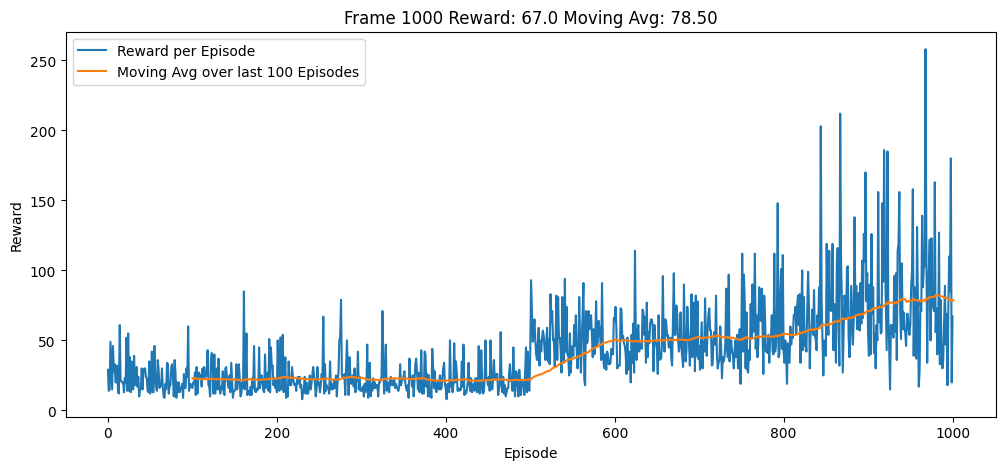 Frame 1000 Reward: 67.0 Moving Avg: 78.50
Reward per Episode
Moving Avg over last 100 Episodes
250
200
150
100
50
0
Reward
0 200 400 600 800 1000
Episode